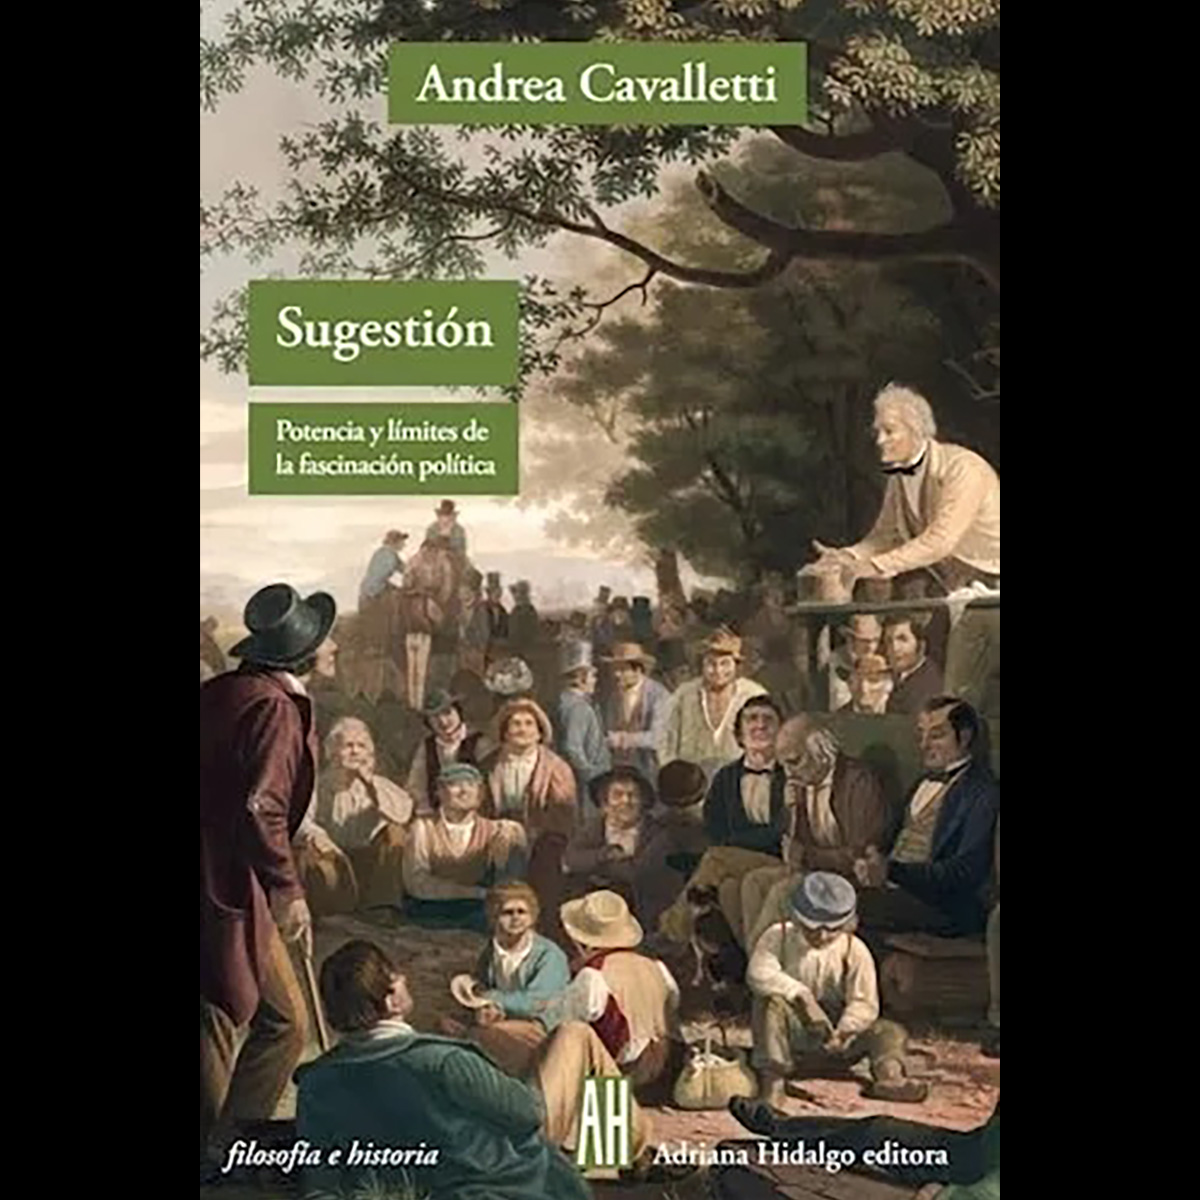 Andrea Cavalletti
Sugestión
Potencia y límites de
la fascinación política
filosofía e historia
AH
Adriana Hidalgo editora